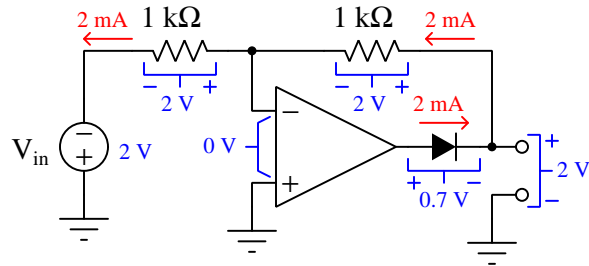 2 mA 1 kΩ 1 kΩ 2 mA
− + − +
2 V 2 V
2 mA
−
V_in − + 2 V 0 V + + − 0.7 V + − 2 V